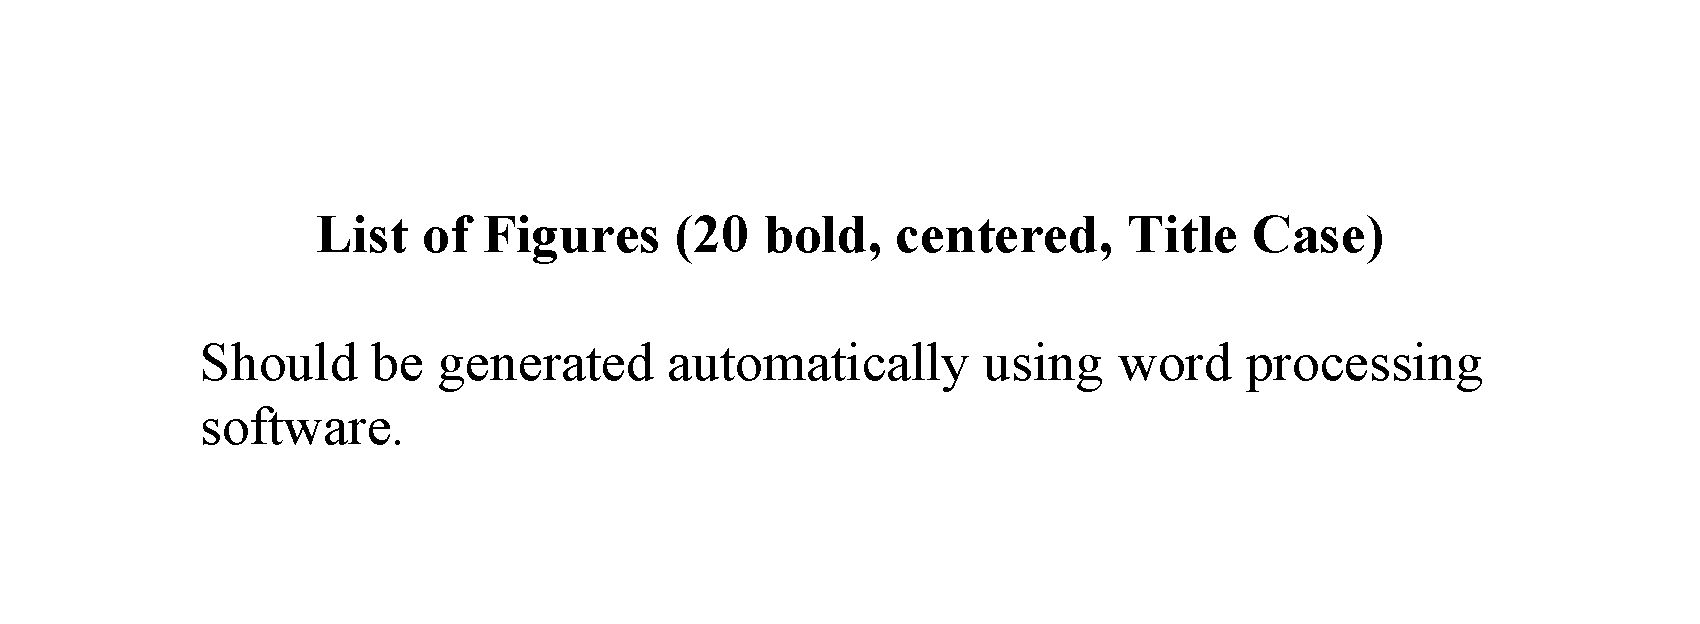 List of Figures (20 bold, centered, Title Case)
Should be generated automatically using word processing
software.